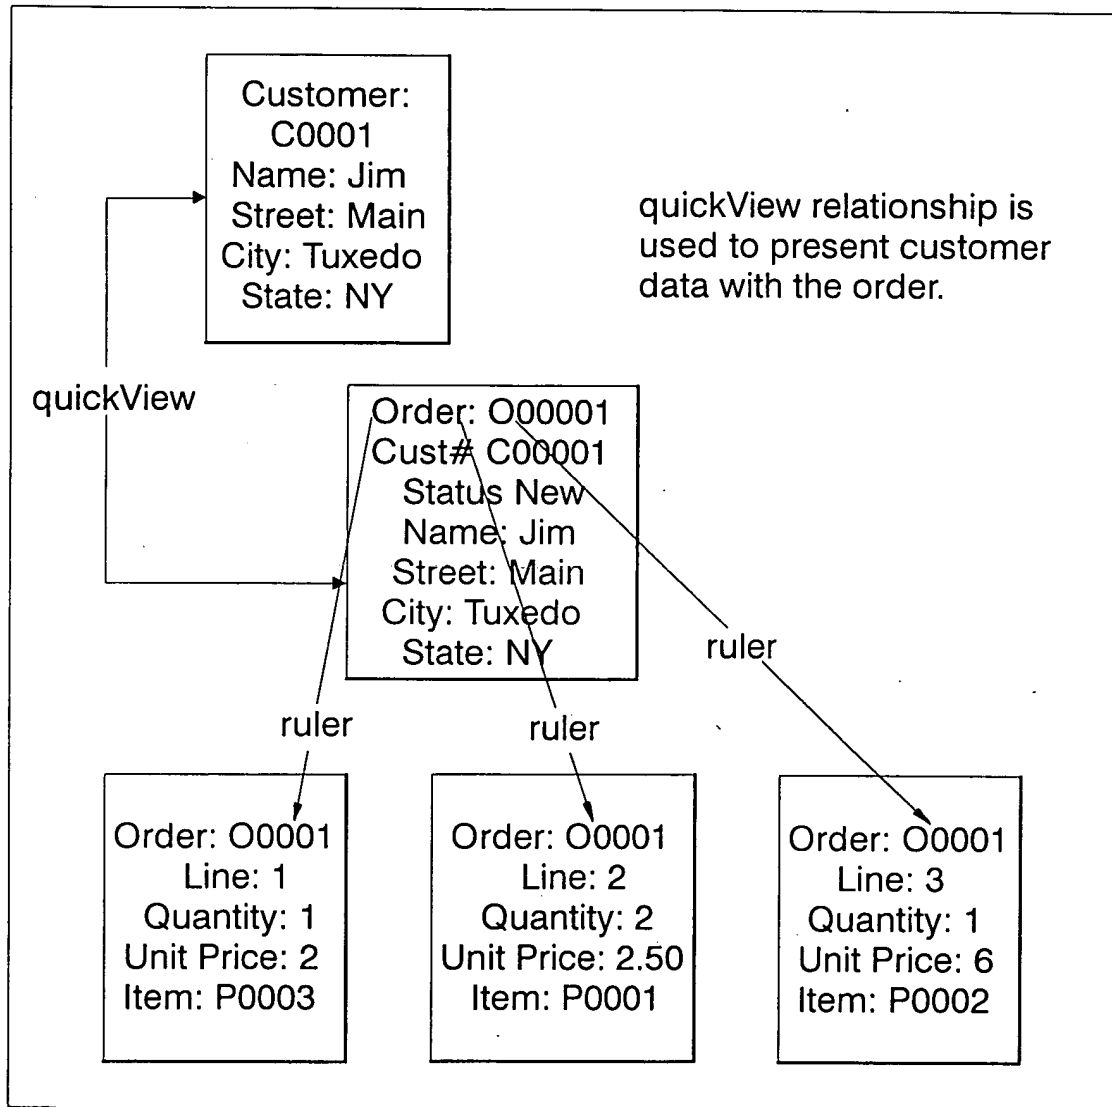 Customer:
C0001
Name: Jim
Street: Main
City: Tuxedo
State: NY
quickView relationship is
used to present customer
data with the order.
quickView
Order: O00001
Cust# C00001
Status New
Name: Jim
Street: Main
City: Tuxedo
State: NY
ruler
ruler
ruler
Order: O0001
Line: 1
Quantity: 1
Unit Price: 2
Item: P0003
Order: O0001
Line: 2
Quantity: 2
Unit Price: 2.50
Item: P0001
Order: O0001
Line: 3
Quantity: 1
Unit Price: 6
Item: P0002